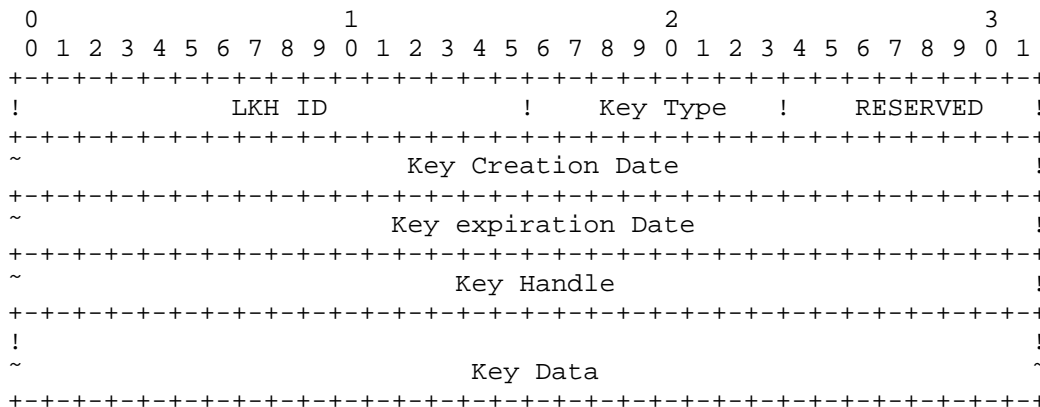 0                   1                   2                   3
 0 1 2 3 4 5 6 7 8 9 0 1 2 3 4 5 6 7 8 9 0 1 2 3 4 5 6 7 8 9 0 1
+-+-+-+-+-+-+-+-+-+-+-+-+-+-+-+-+-+-+-+-+-+-+-+-+-+-+-+-+-+-+-+-+
!             LKH ID            !    Key Type   !    RESERVED   !
+-+-+-+-+-+-+-+-+-+-+-+-+-+-+-+-+-+-+-+-+-+-+-+-+-+-+-+-+-+-+-+-+
~                        Key Creation Date                      !
+-+-+-+-+-+-+-+-+-+-+-+-+-+-+-+-+-+-+-+-+-+-+-+-+-+-+-+-+-+-+-+-+
~                       Key expiration Date                     !
+-+-+-+-+-+-+-+-+-+-+-+-+-+-+-+-+-+-+-+-+-+-+-+-+-+-+-+-+-+-+-+-+
~                           Key Handle                          !
+-+-+-+-+-+-+-+-+-+-+-+-+-+-+-+-+-+-+-+-+-+-+-+-+-+-+-+-+-+-+-+-+
!                                                               !
~                            Key Data                           ~
+-+-+-+-+-+-+-+-+-+-+-+-+-+-+-+-+-+-+-+-+-+-+-+-+-+-+-+-+-+-+-+-+